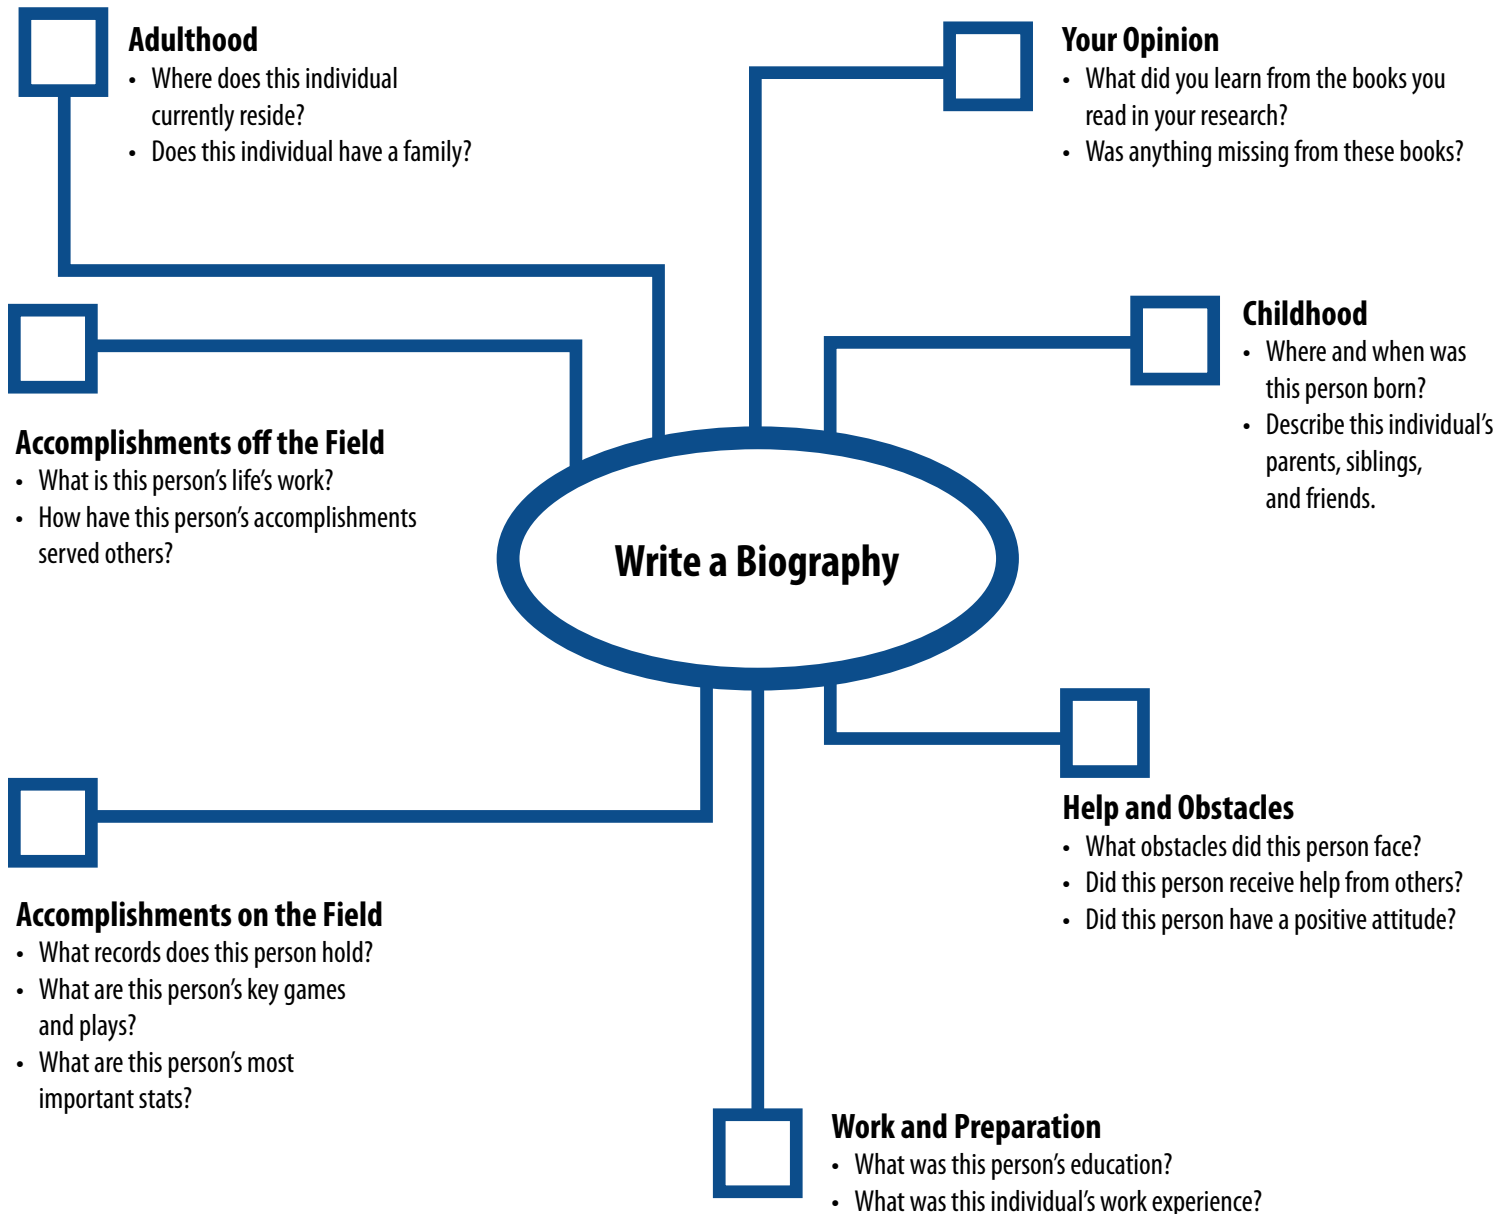 Adulthood
• Where does this individual
currently reside?
• Does this individual have a family?
Your Opinion
• What did you learn from the books you
read in your research?
• Was anything missing from these books?
Childhood
• Where and when was
this person born?
• Describe this individual’s
parents, siblings,
and friends.
Accomplishments off the Field
• What is this person’s life’s work?
• How have this person’s accomplishments
served others?
Write a Biography
Help and Obstacles
• What obstacles did this person face?
• Did this person receive help from others?
• Did this person have a positive attitude?
Accomplishments on the Field
• What records does this person hold?
• What are this person’s key games
and plays?
• What are this person’s most
important stats?
Work and Preparation
• What was this person’s education?
• What was this individual’s work experience?